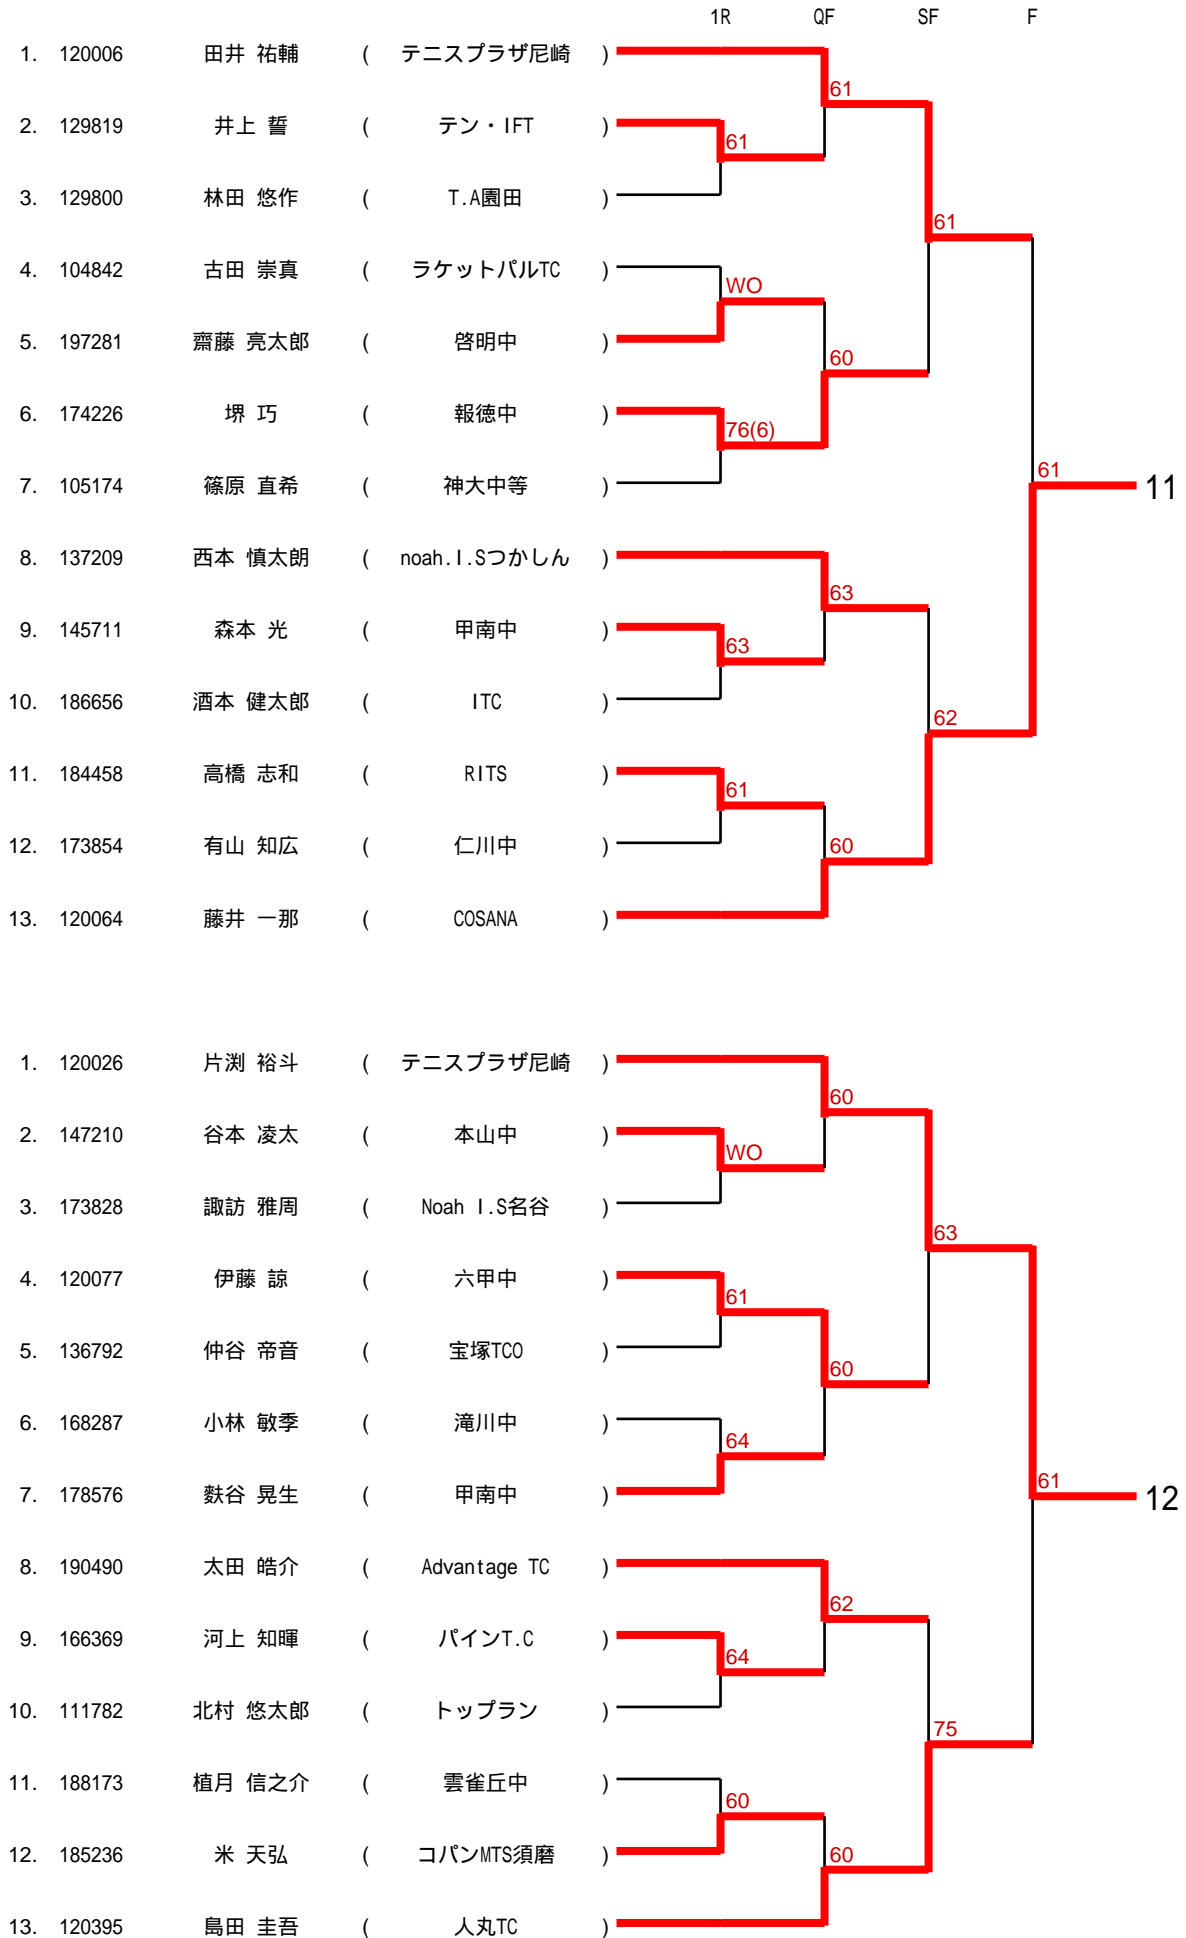 1R QF SF F
1. 120006 田井 祐輔 ( テニスプラザ尼崎 )
61
2. 129819 井上 誓 ( テン・IFT )
61
3. 129800 林田 悠作 ( T.A園田 )
61
4. 104842 古田 崇真 ( ラケットパルTC )
WO
5. 197281 齋藤 亮太郎 ( 啓明中 )
60
6. 174226 堺 巧 ( 報徳中 )
76(6)
7. 105174 篠原 直希 ( 神大中等 )
61 11
8. 137209 西本 慎太朗 ( noah.I.Sつかしん )
63
9. 145711 森本 光 ( 甲南中 )
63
10. 186656 酒本 健太郎 ( ITC )
62
11. 184458 高橋 志和 ( RITS )
61
12. 173854 有山 知広 ( 仁川中 )
60
13. 120064 藤井 一那 ( COSANA )
1. 120026 片渕 裕斗 ( テニスプラザ尼崎 )
60
2. 147210 谷本 凌太 ( 本山中 )
WO
3. 173828 諏訪 雅周 ( Noah I.S名谷 )
63
4. 120077 伊藤 諒 ( 六甲中 )
61
5. 136792 仲谷 帝音 ( 宝塚TCO )
60
6. 168287 小林 敏季 ( 滝川中 )
64
7. 178576 麩谷 晃生 ( 甲南中 )
61 12
8. 190490 太田 皓介 ( Advantage TC )
62
9. 166369 河上 知暉 ( パインT.C )
64
10. 111782 北村 悠太郎 ( トップラン )
75
11. 188173 植月 信之介 ( 雲雀丘中 )
60
12. 185236 米 天弘 ( コパンMTS須磨 )
60
13. 120395 島田 圭吾 ( 人丸TC )